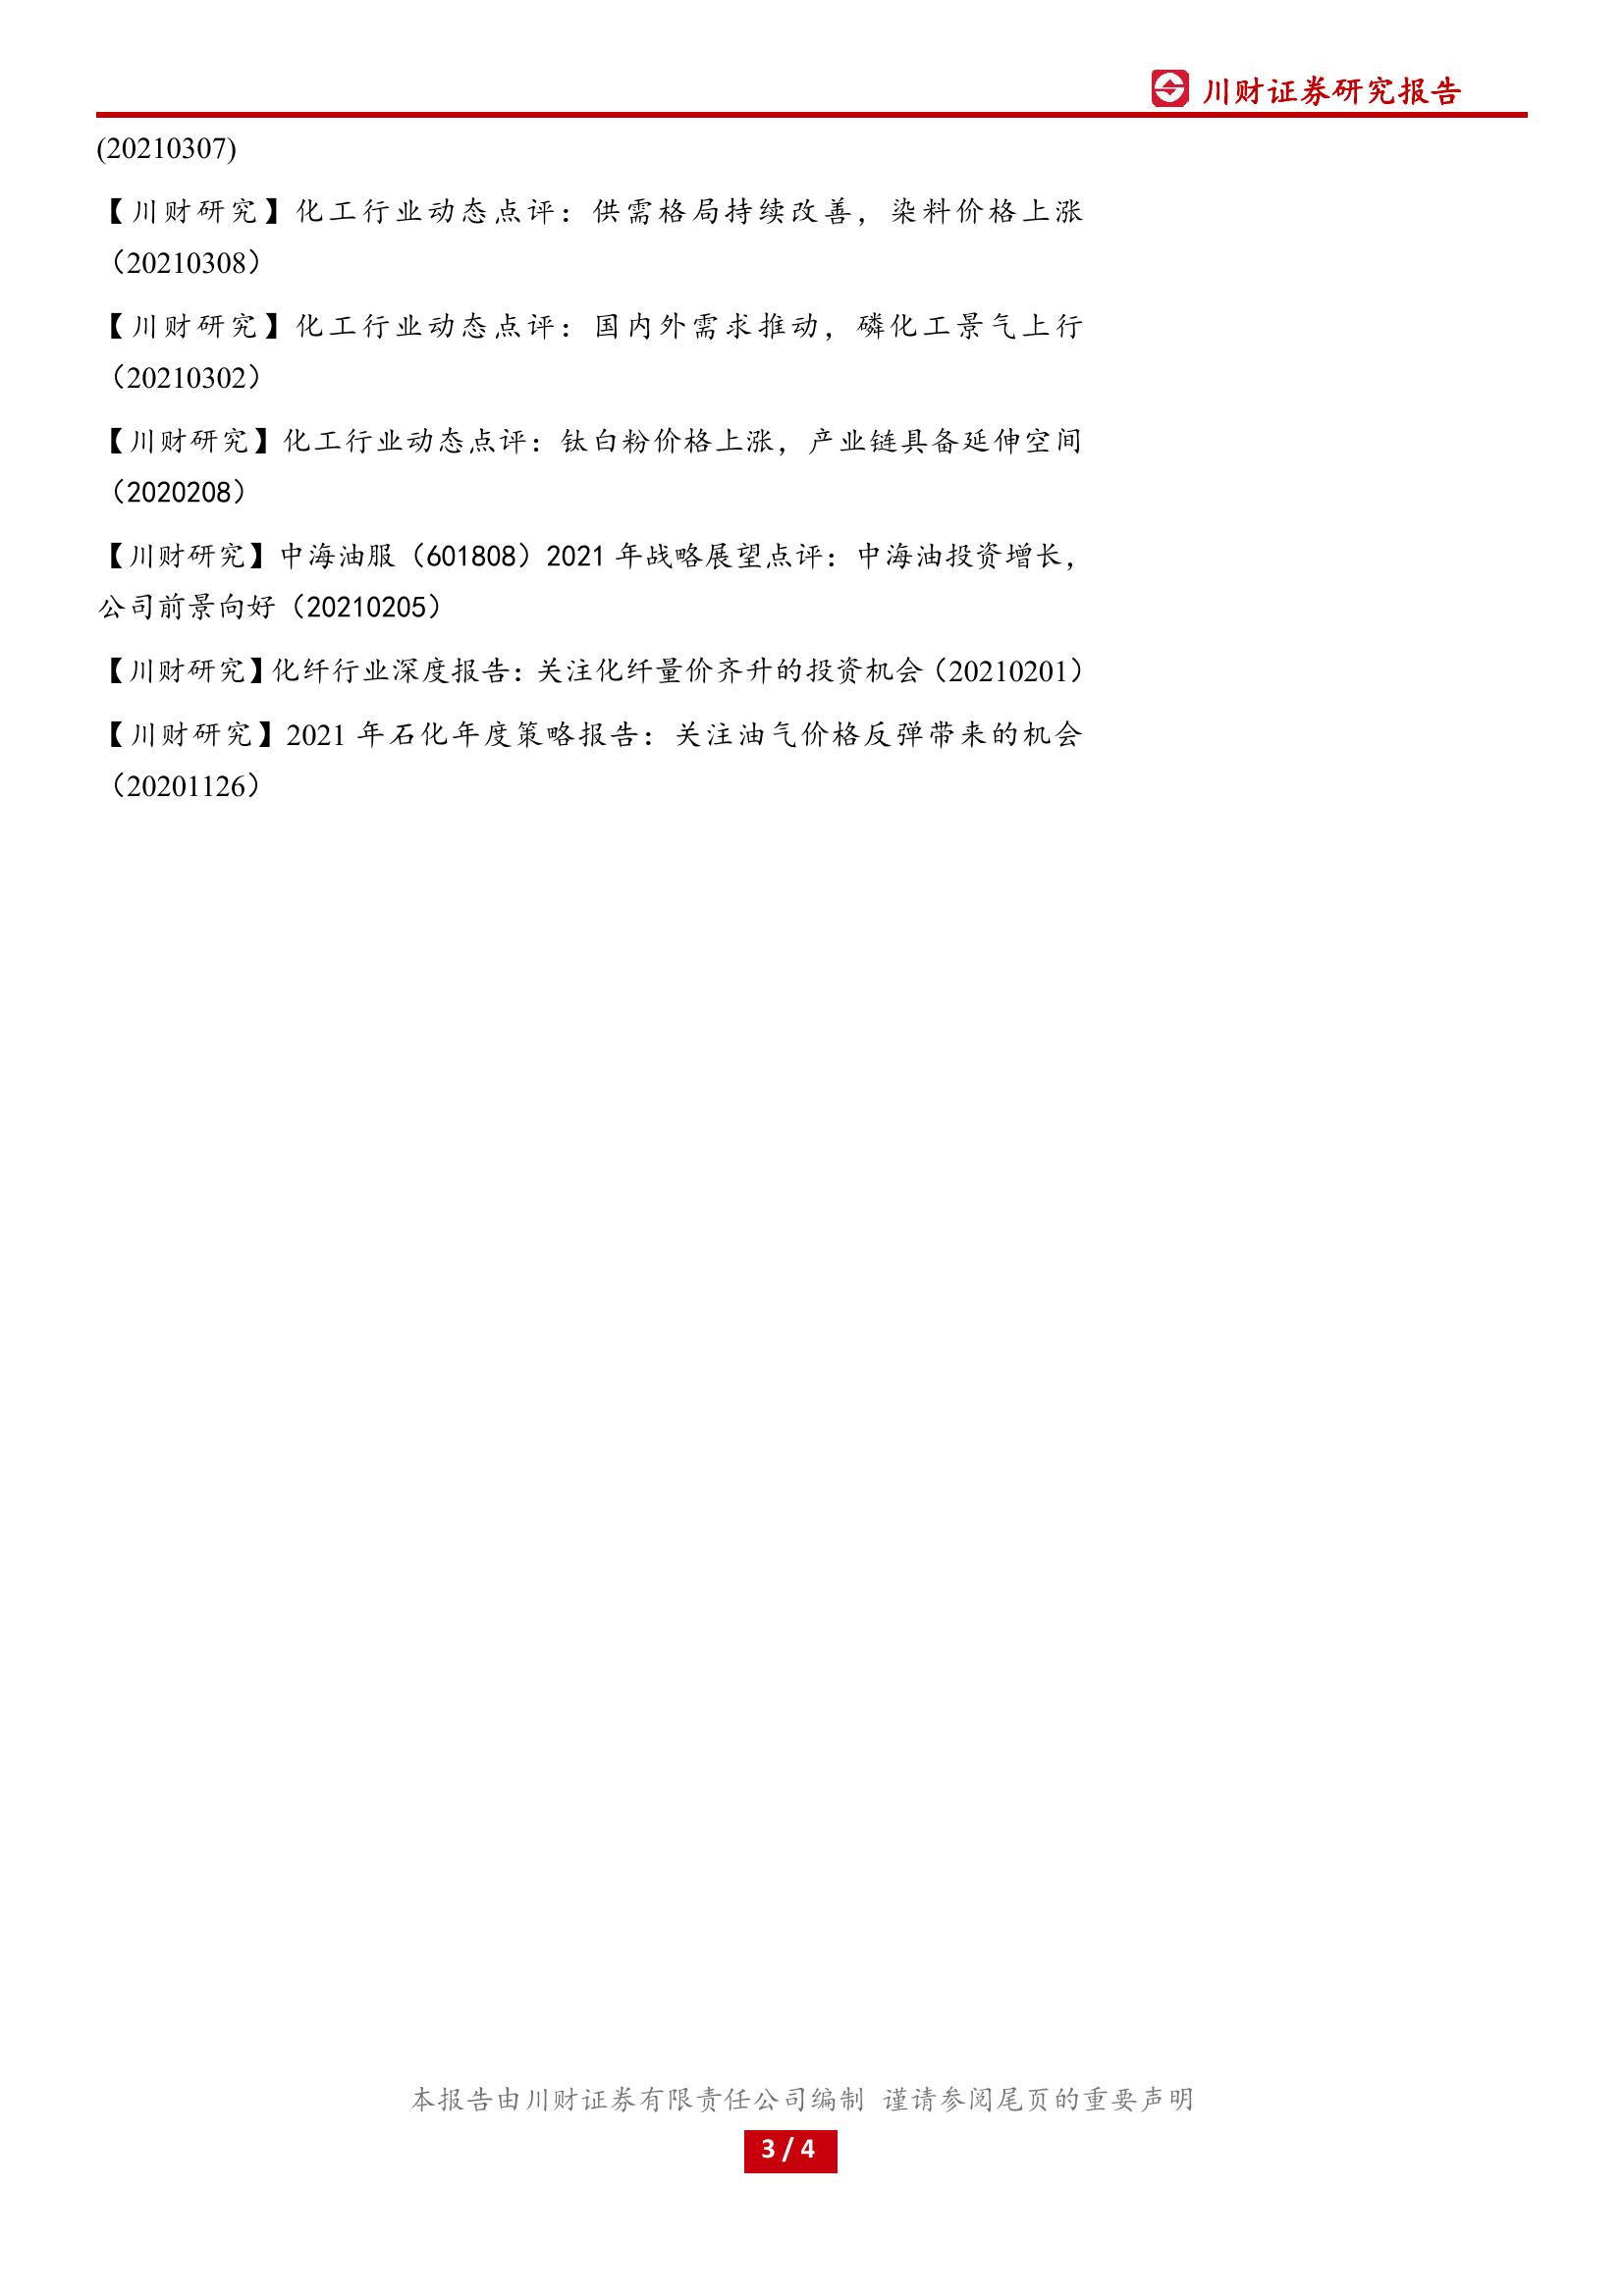 川财证券研究报告
(20210307)
【川财研究】化工行业动态点评：供需格局持续改善，染料价格上涨
（20210308）
【川财研究】化工行业动态点评：国内外需求推动，磷化工景气上行
（20210302）
【川财研究】化工行业动态点评：钛白粉价格上涨，产业链具备延伸空间
（2020208）
【川财研究】中海油服（601808）2021 年战略展望点评：中海油投资增长，
公司前景向好（20210205）
【川财研究】化纤行业深度报告：关注化纤量价齐升的投资机会（20210201）
【川财研究】2021 年石化年度策略报告：关注油气价格反弹带来的机会
（20201126）
本报告由川财证券有限责任公司编制 谨请参阅尾页的重要声明
3 / 4